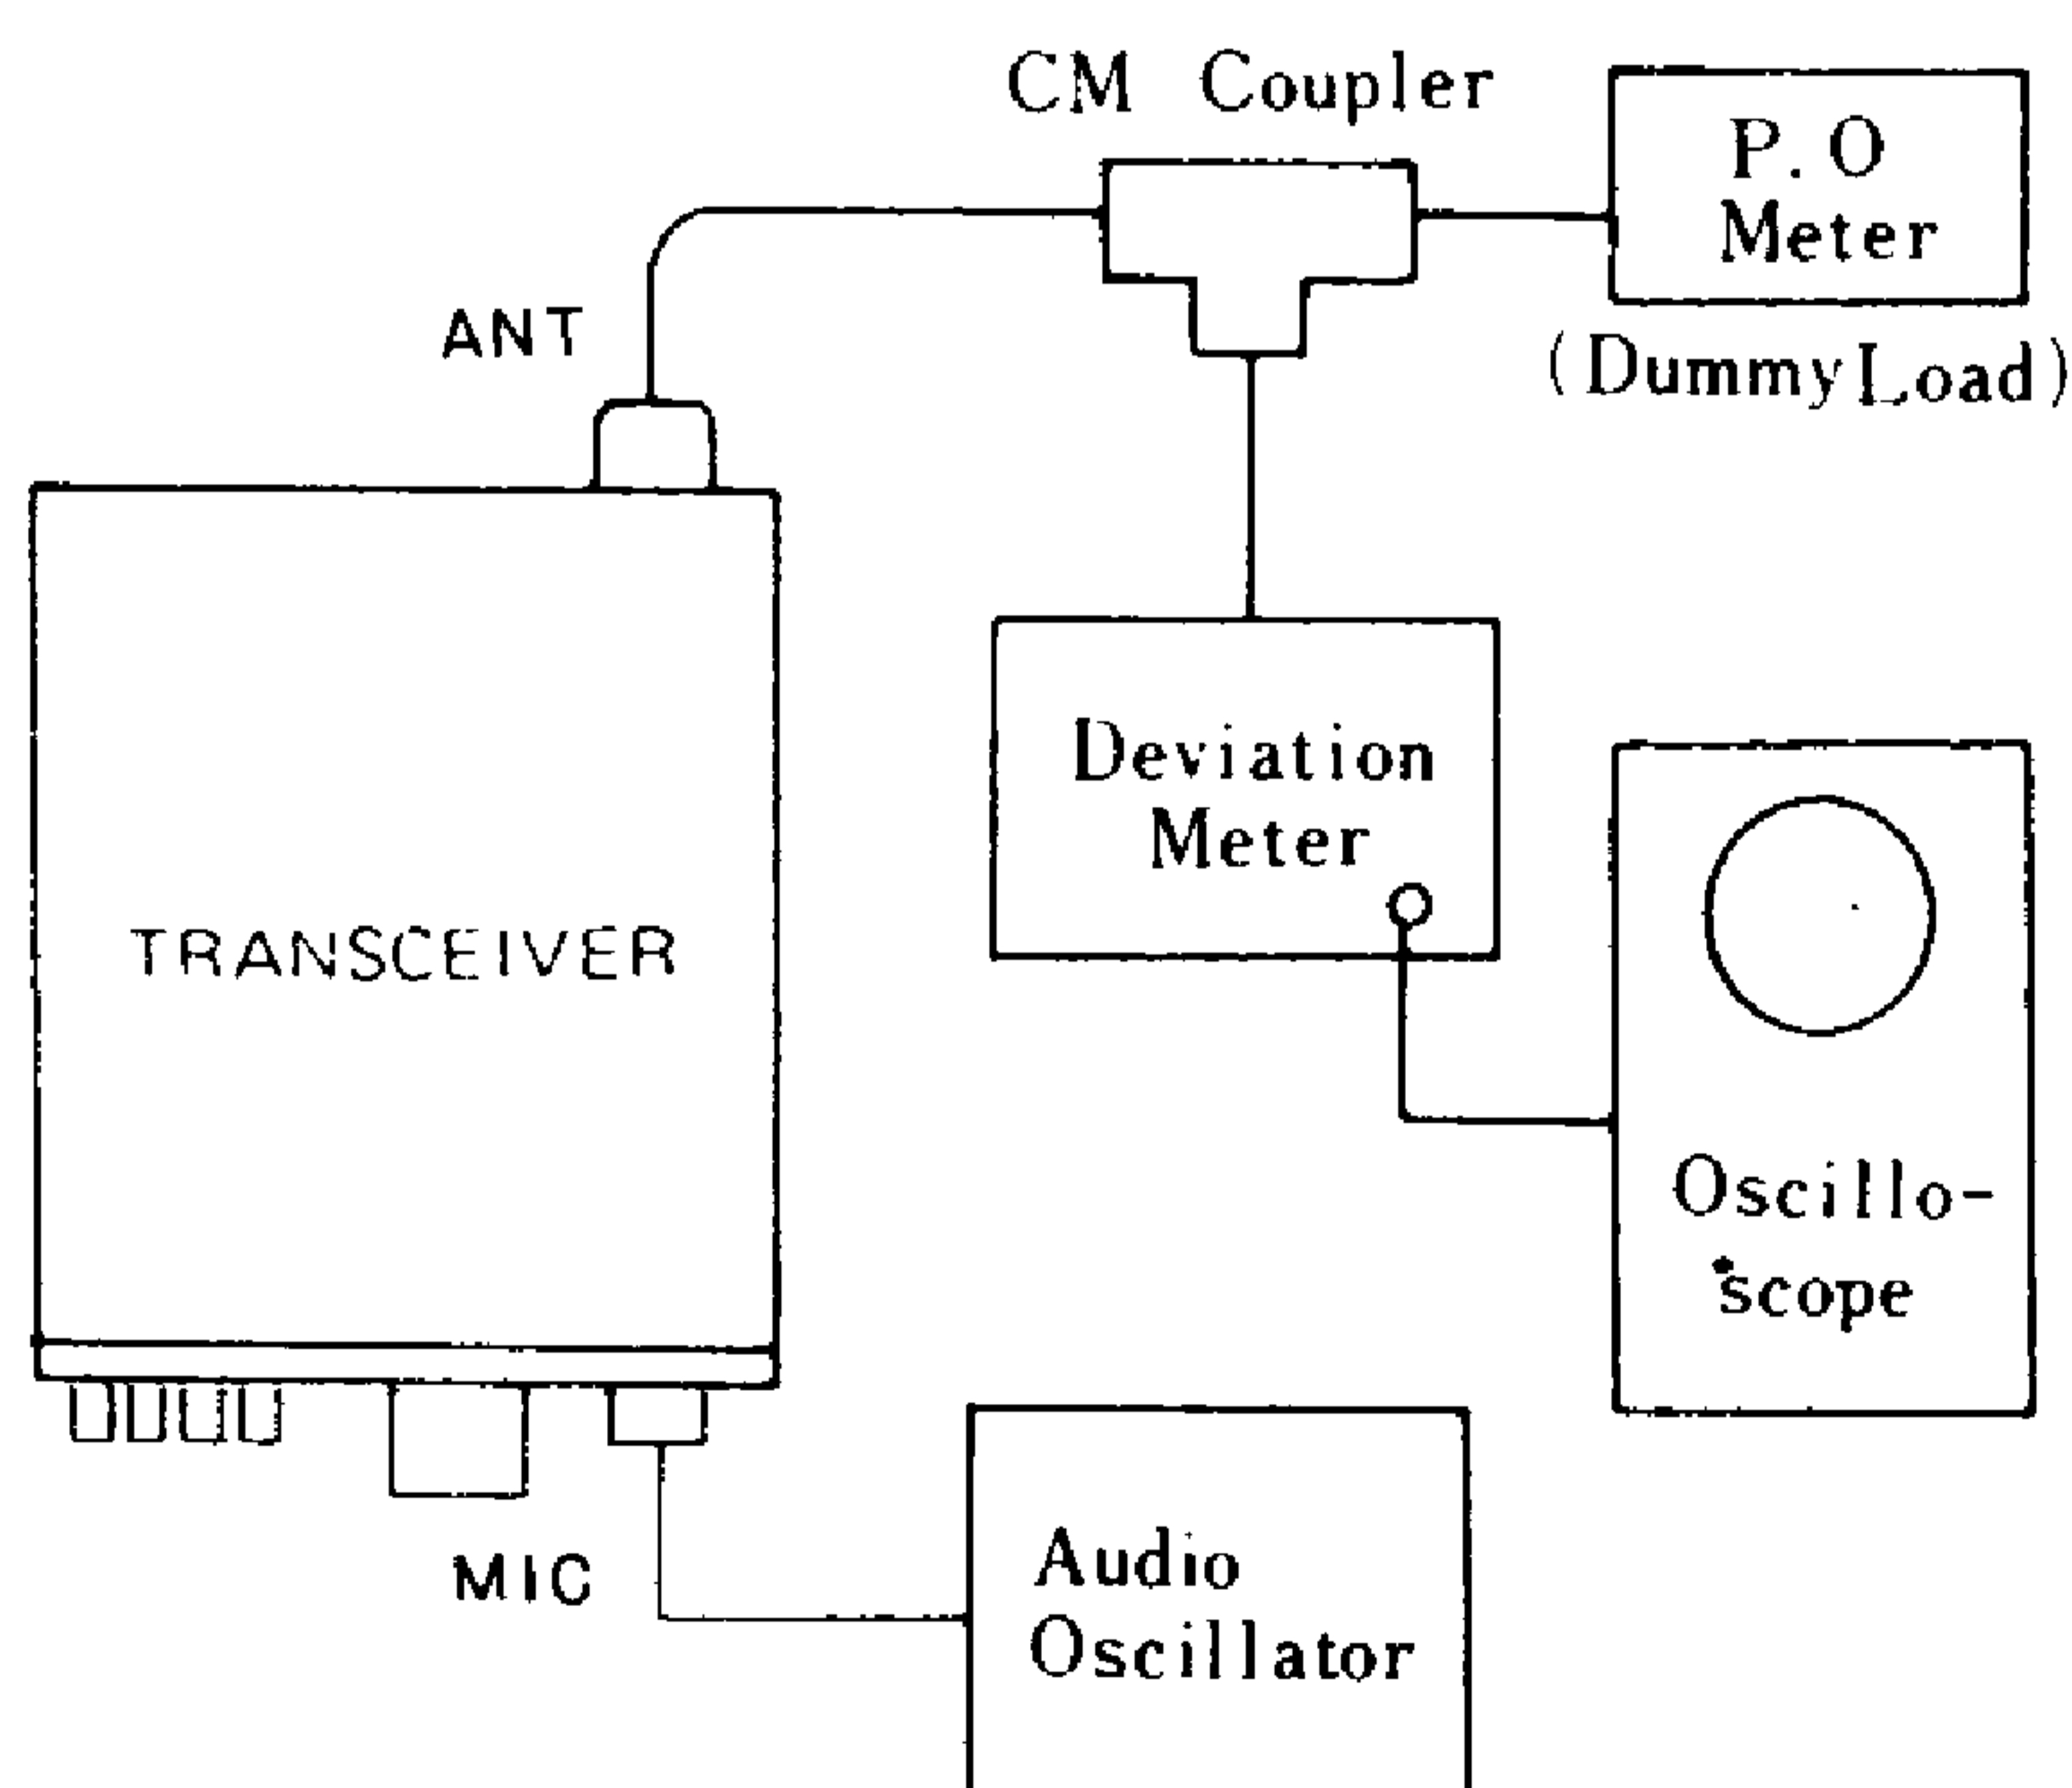 CM Coupler
P.O
Meter
(Dummy Load)
ANT
Deviation
Meter
TRANSCEIVER
Oscillo-
scope
MIC
Audio
Oscillator